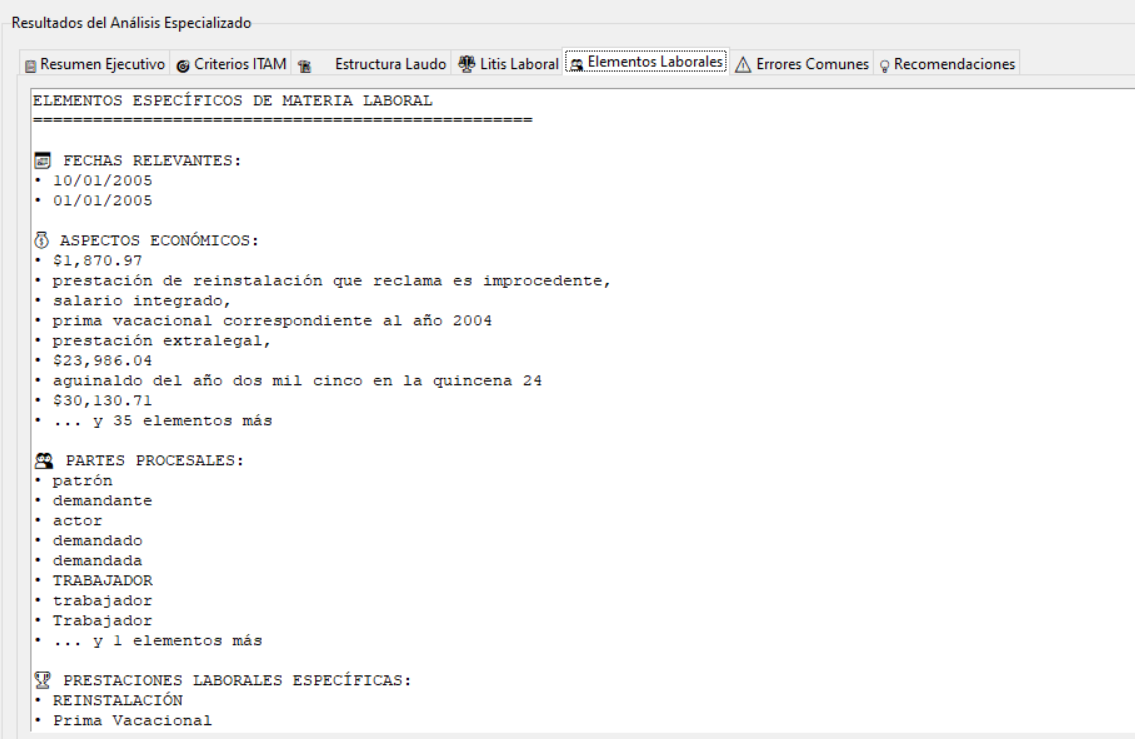 Resultados del Análisis Especializado
Resumen Ejecutivo Criterios ITAM Estructura Laudo Litis Laboral Elementos Laborales Errores Comunes Recomendaciones
ELEMENTOS ESPECÍFICOS DE MATERIA LABORAL
==================================================
FECHAS RELEVANTES:
• 10/01/2005
• 01/01/2005
ASPECTOS ECONÓMICOS:
• $1,870.97
• prestación de reinstalación que reclama es improcedente,
• salario integrado,
• prima vacacional correspondiente al año 2004
• prestación extralegal,
• $23,986.04
• aguinaldo del año dos mil cinco en la quincena 24
• $30,130.71
• ... y 35 elementos más
PARTES PROCESALES:
• patrón
• demandante
• actor
• demandado
• demandada
• TRABAJADOR
• trabajador
• Trabajador
• ... y 1 elementos más
PRESTACIONES LABORALES ESPECÍFICAS:
• REINSTALACIÓN
• Prima Vacacional